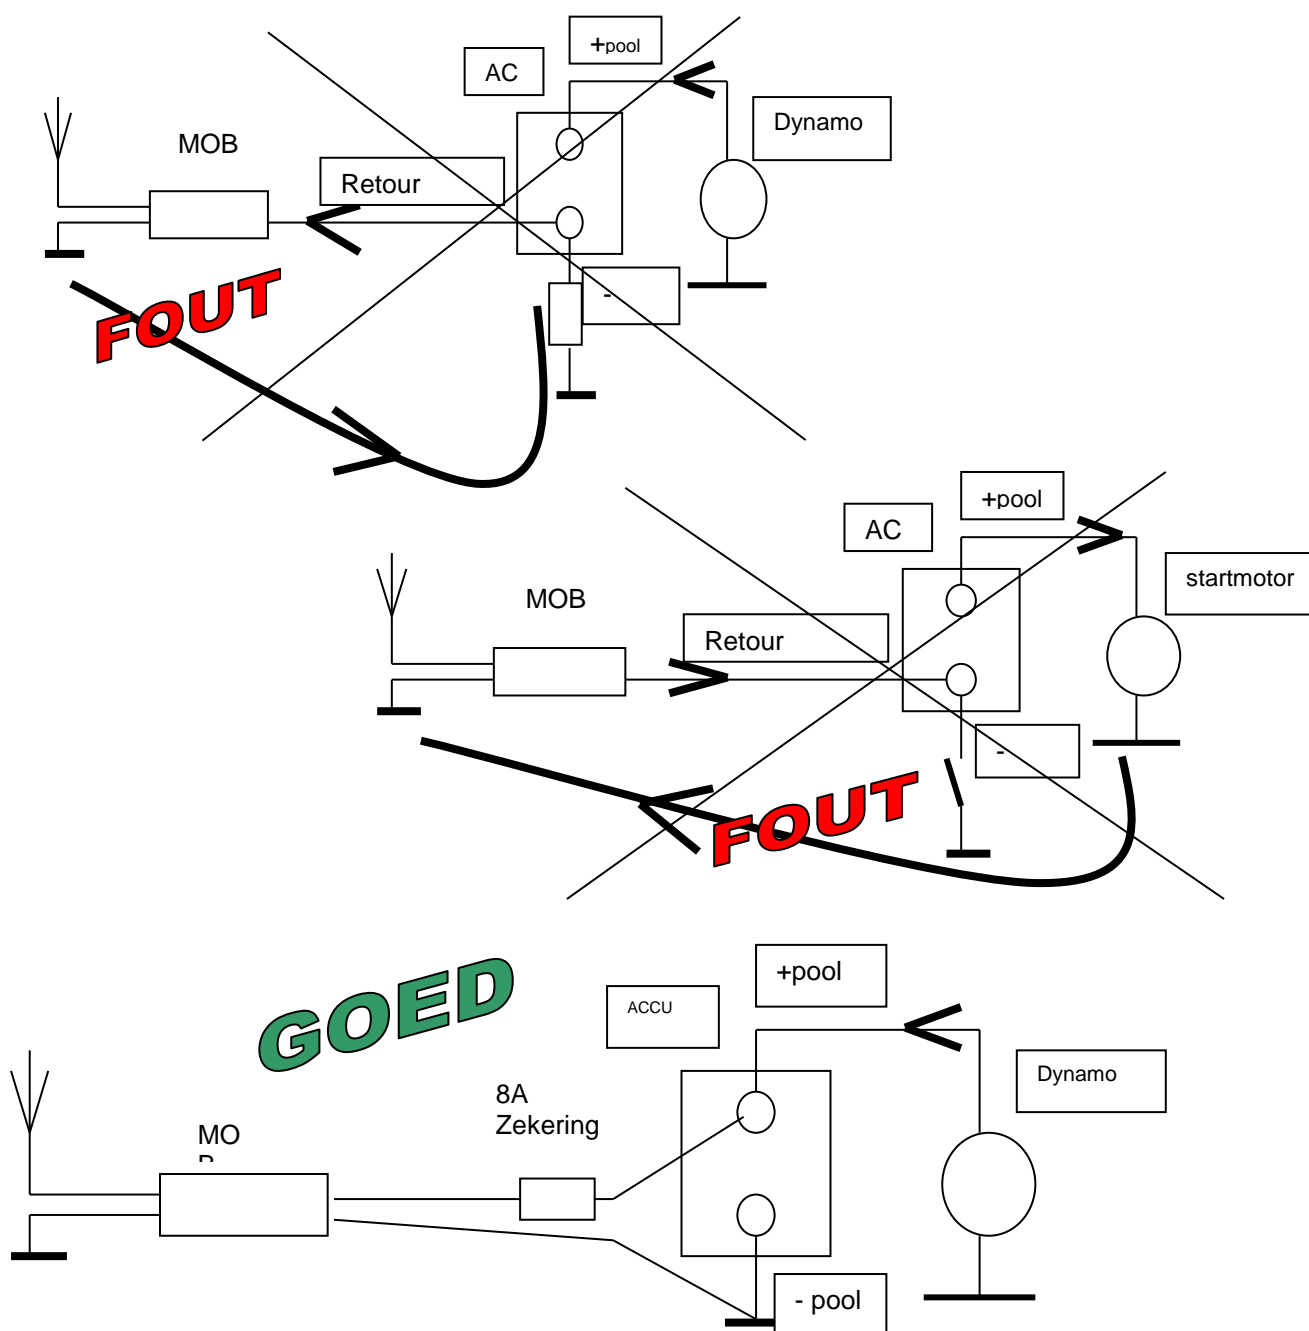 +pool
AC
Dynamo
MOB
Retour
-
FOUT
+pool
AC
startmotor
MOB
Retour
-
FOUT
GOED
+pool
ACCU
Dynamo
8A
Zekering
MO
- pool